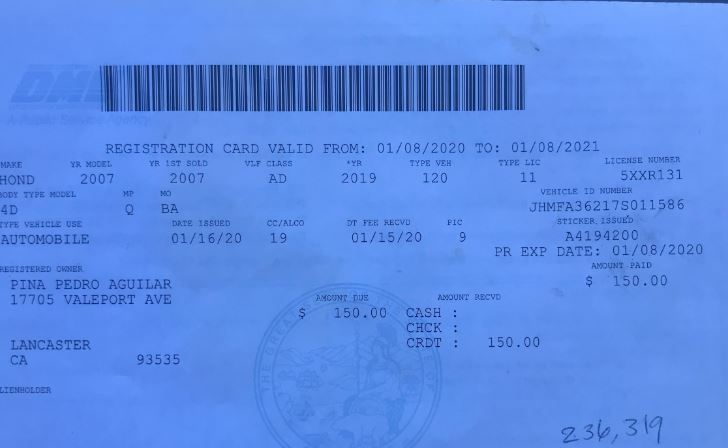 DM
A Public Service Agency
REGISTRATION CARD VALID FROM: 01/08/2020 TO: 01/08/2021
MAKE YR MODEL YR 1ST SOLD VLF CLASS *YR TYPE VEH TYPE LIC LICENSE NUMBER
HOND 2007 2007 AD 2019 120 11 5XXR131
BODY TYPE MODEL MP MO VEHICLE ID NUMBER
4D Q BA JHMFA36217S011586
TYPE VEHICLE USE DATE ISSUED CC/ALCO DT FEE RECVD PIC STICKER ISSUED
AUTOMOBILE 01/16/20 19 01/15/20 9 A4194200
PR EXP DATE: 01/08/2020
REGISTERED OWNER AMOUNT PAID
PINA PEDRO AGUILAR $ 150.00
17705 VALEPORT AVE AMOUNT DUE AMOUNT RECVD
$ 150.00 CASH :
CHCK :
LANCASTER CRDT : 150.00
CA 93535
LIENHOLDER
236,319